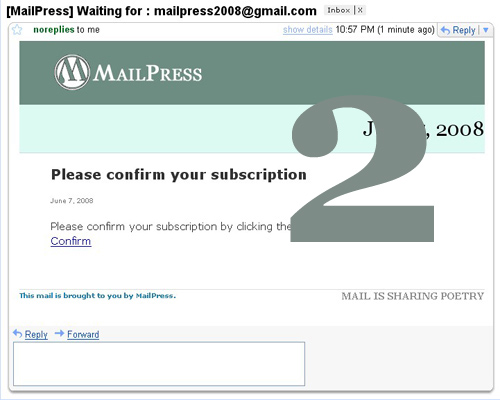 [MailPress] Waiting for : mailpress2008@gmail.com Inbox | X
noreplies to me show details 10:57 PM (1 minute ago) Reply
MAILPRESS
2
, 2008
Please confirm your subscription
June 7, 2008
Please confirm your subscription by clicking the
Confirm
This mail is brought to you by MailPress. MAIL IS SHARING POETRY
Reply Forward